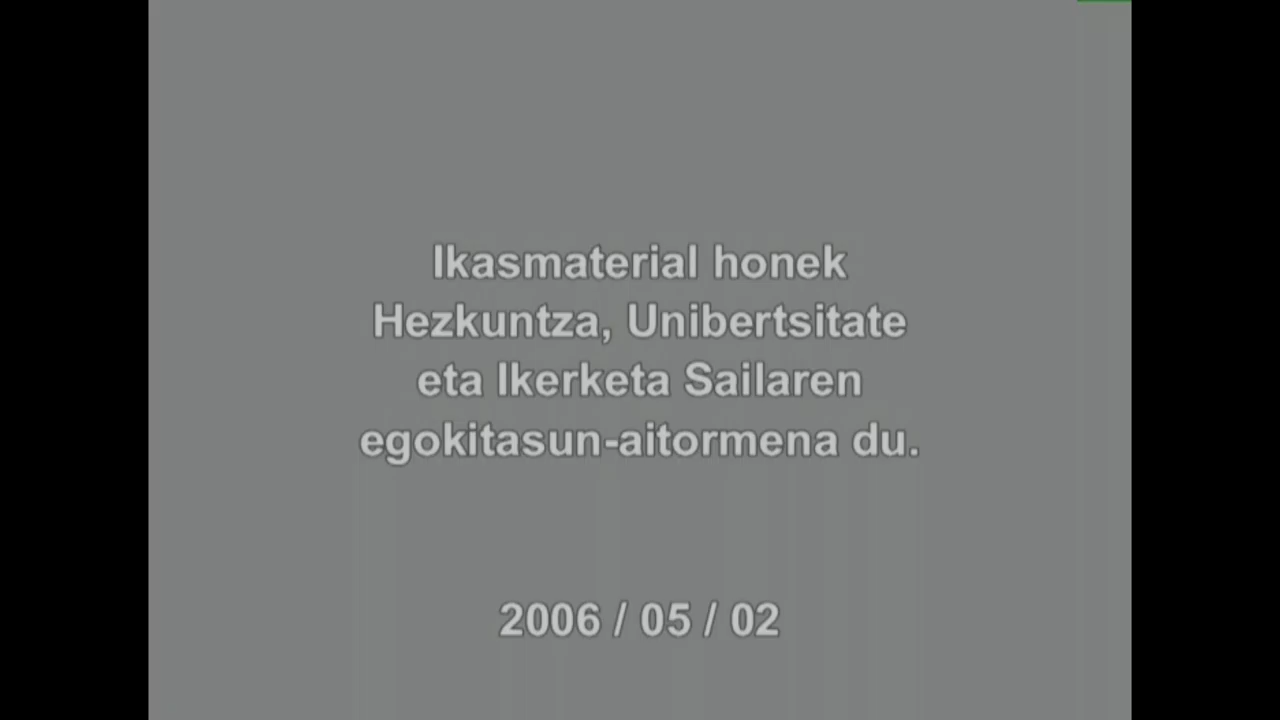 Ikasmaterial honek
Hezkuntza, Unibertsitate
eta Ikerketa Sailaren
egokitasun-aitormena du.
2006 / 05 / 02